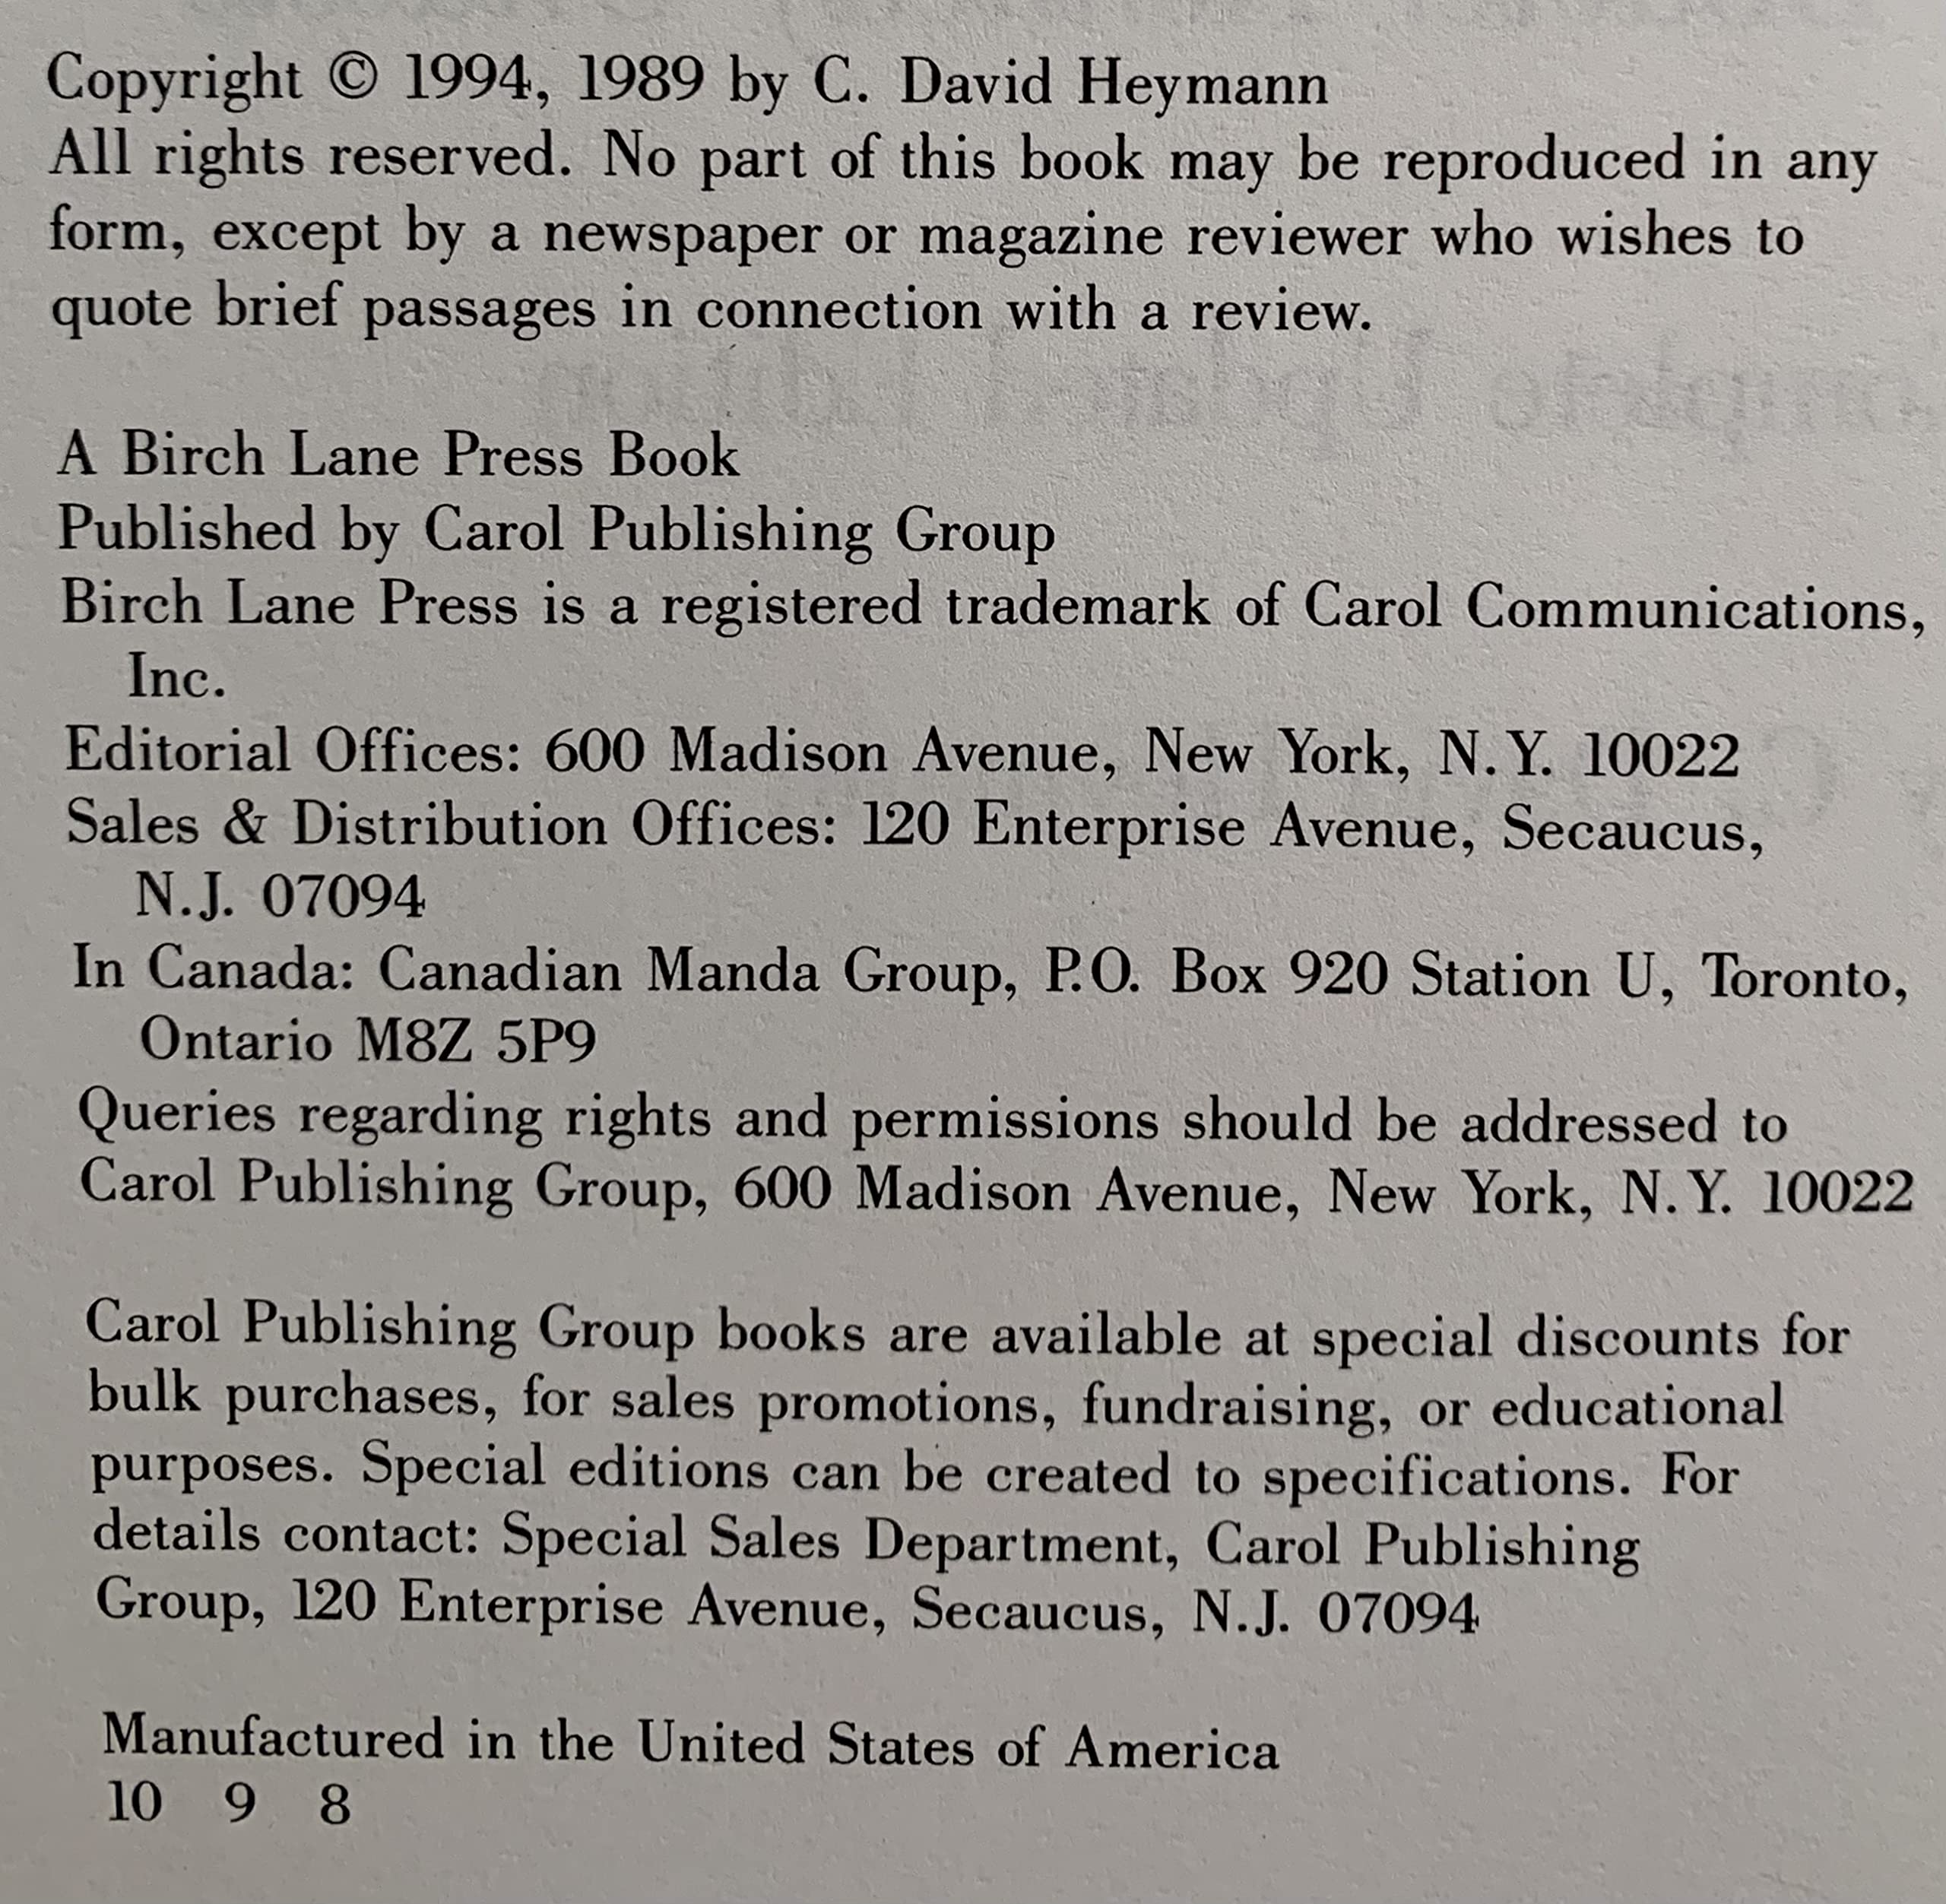 Copyright © 1994, 1989 by C. David Heymann
All rights reserved. No part of this book may be reproduced in any
form, except by a newspaper or magazine reviewer who wishes to
quote brief passages in connection with a review.
A Birch Lane Press Book
Published by Carol Publishing Group
Birch Lane Press is a registered trademark of Carol Communications,
Inc.
Editorial Offices: 600 Madison Avenue, New York, N.Y. 10022
Sales & Distribution Offices: 120 Enterprise Avenue, Secaucus,
N.J. 07094
In Canada: Canadian Manda Group, P.O. Box 920 Station U, Toronto,
Ontario M8Z 5P9
Queries regarding rights and permissions should be addressed to
Carol Publishing Group, 600 Madison Avenue, New York, N.Y. 10022
Carol Publishing Group books are available at special discounts for
bulk purchases, for sales promotions, fundraising, or educational
purposes. Special editions can be created to specifications. For
details contact: Special Sales Department, Carol Publishing
Group, 120 Enterprise Avenue, Secaucus, N.J. 07094
Manufactured in the United States of America
10 9 8